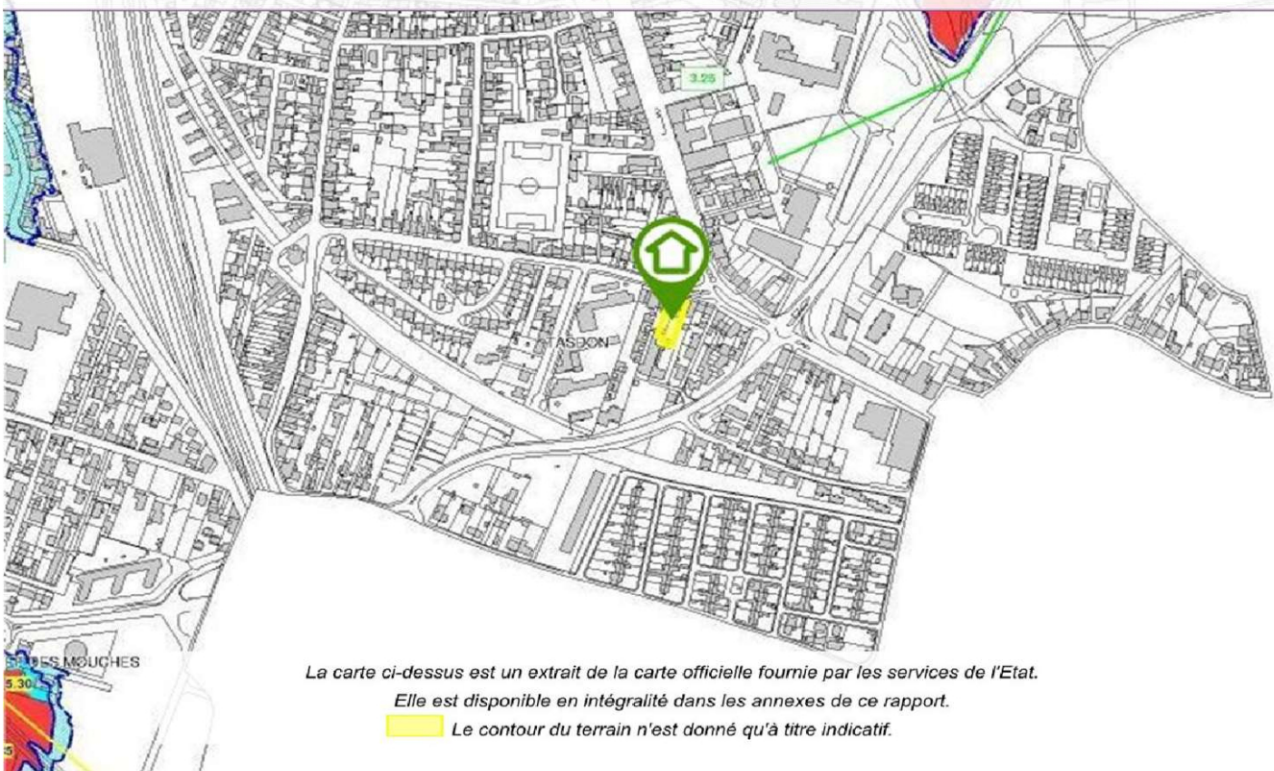 3.25
TASDON
DES MOUCHES
5.30
La carte ci-dessus est un extrait de la carte officielle fournie par les services de l'Etat.
Elle est disponible en intégralité dans les annexes de ce rapport.
Le contour du terrain n'est donné qu'à titre indicatif.